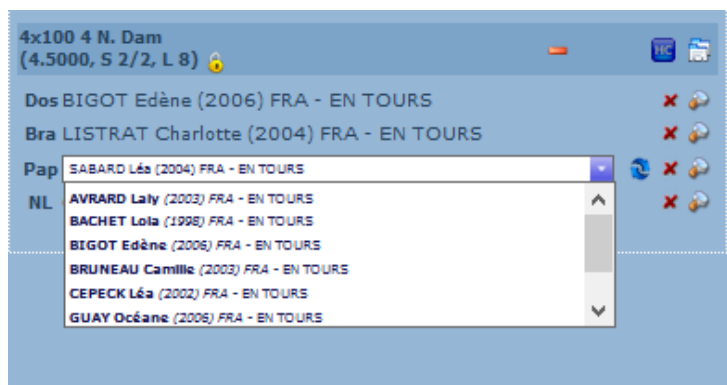 4x100 4 N. Dam
(4.5000, S 2/2, L 8)
HC
Dos BIGOT Edène (2006) FRA - EN TOURS
Bra LISTRAT Charlotte (2004) FRA - EN TOURS
Pap SABARD Léa (2004) FRA - EN TOURS
NL
AVRARD Laly (2003) FRA - EN TOURS
BACHET Lola (1998) FRA - EN TOURS
BIGOT Edène (2006) FRA - EN TOURS
BRUNEAU Camille (2003) FRA - EN TOURS
CEPECK Léa (2002) FRA - EN TOURS
GUAY Océane (2006) FRA - EN TOURS